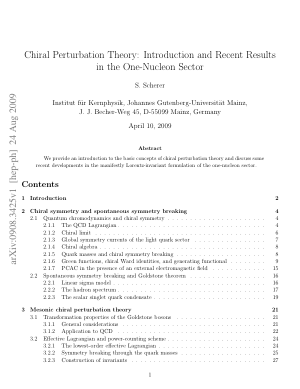 Chiral Perturbation Theory: Introduction and Recent Results
in the One-Nucleon Sector
S. Scherer
Institut für Kernphysik, Johannes Gutenberg-Universität Mainz,
J. J. Becher-Weg 45, D-55099 Mainz, Germany
April 10, 2009
Abstract
We provide an introduction to the basic concepts of chiral perturbation theory and discuss some
recent developments in the manifestly Lorentz-invariant formulation of the one-nucleon sector.
Contents
1 Introduction 2
2 Chiral symmetry and spontaneous symmetry breaking 4
2.1 Quantum chromodynamics and chiral symmetry . . . 4
2.1.1 The QCD Lagrangian . . . 4
2.1.2 Chiral limit . . . 6
2.1.3 Global symmetry currents of the light quark sector . . . 7
2.1.4 Chiral algebra . . . 8
2.1.5 Quark masses and chiral symmetry breaking . . . 8
2.1.6 Green functions, chiral Ward identities, and generating functional . . . 9
2.1.7 PCAC in the presence of an external electromagnetic field . . . 15
2.2 Spontaneous symmetry breaking and Goldstone theorem . . . 16
2.2.1 Linear sigma model . . . 16
2.2.2 The hadron spectrum . . . 17
2.2.3 The scalar singlet quark condensate . . . 19
3 Mesonic chiral perturbation theory 21
3.1 Transformation properties of the Goldstone bosons . . . 21
3.1.1 General considerations . . . 21
3.1.2 Application to QCD . . . 22
3.2 Effective Lagrangian and power-counting scheme . . . 24
3.2.1 The lowest-order effective Lagrangian . . . 24
3.2.2 Symmetry breaking through the quark masses . . . 25
3.2.3 Construction of invariants . . . 27
1
arXiv:0908.3425v1 [hep-ph] 24 Aug 2009